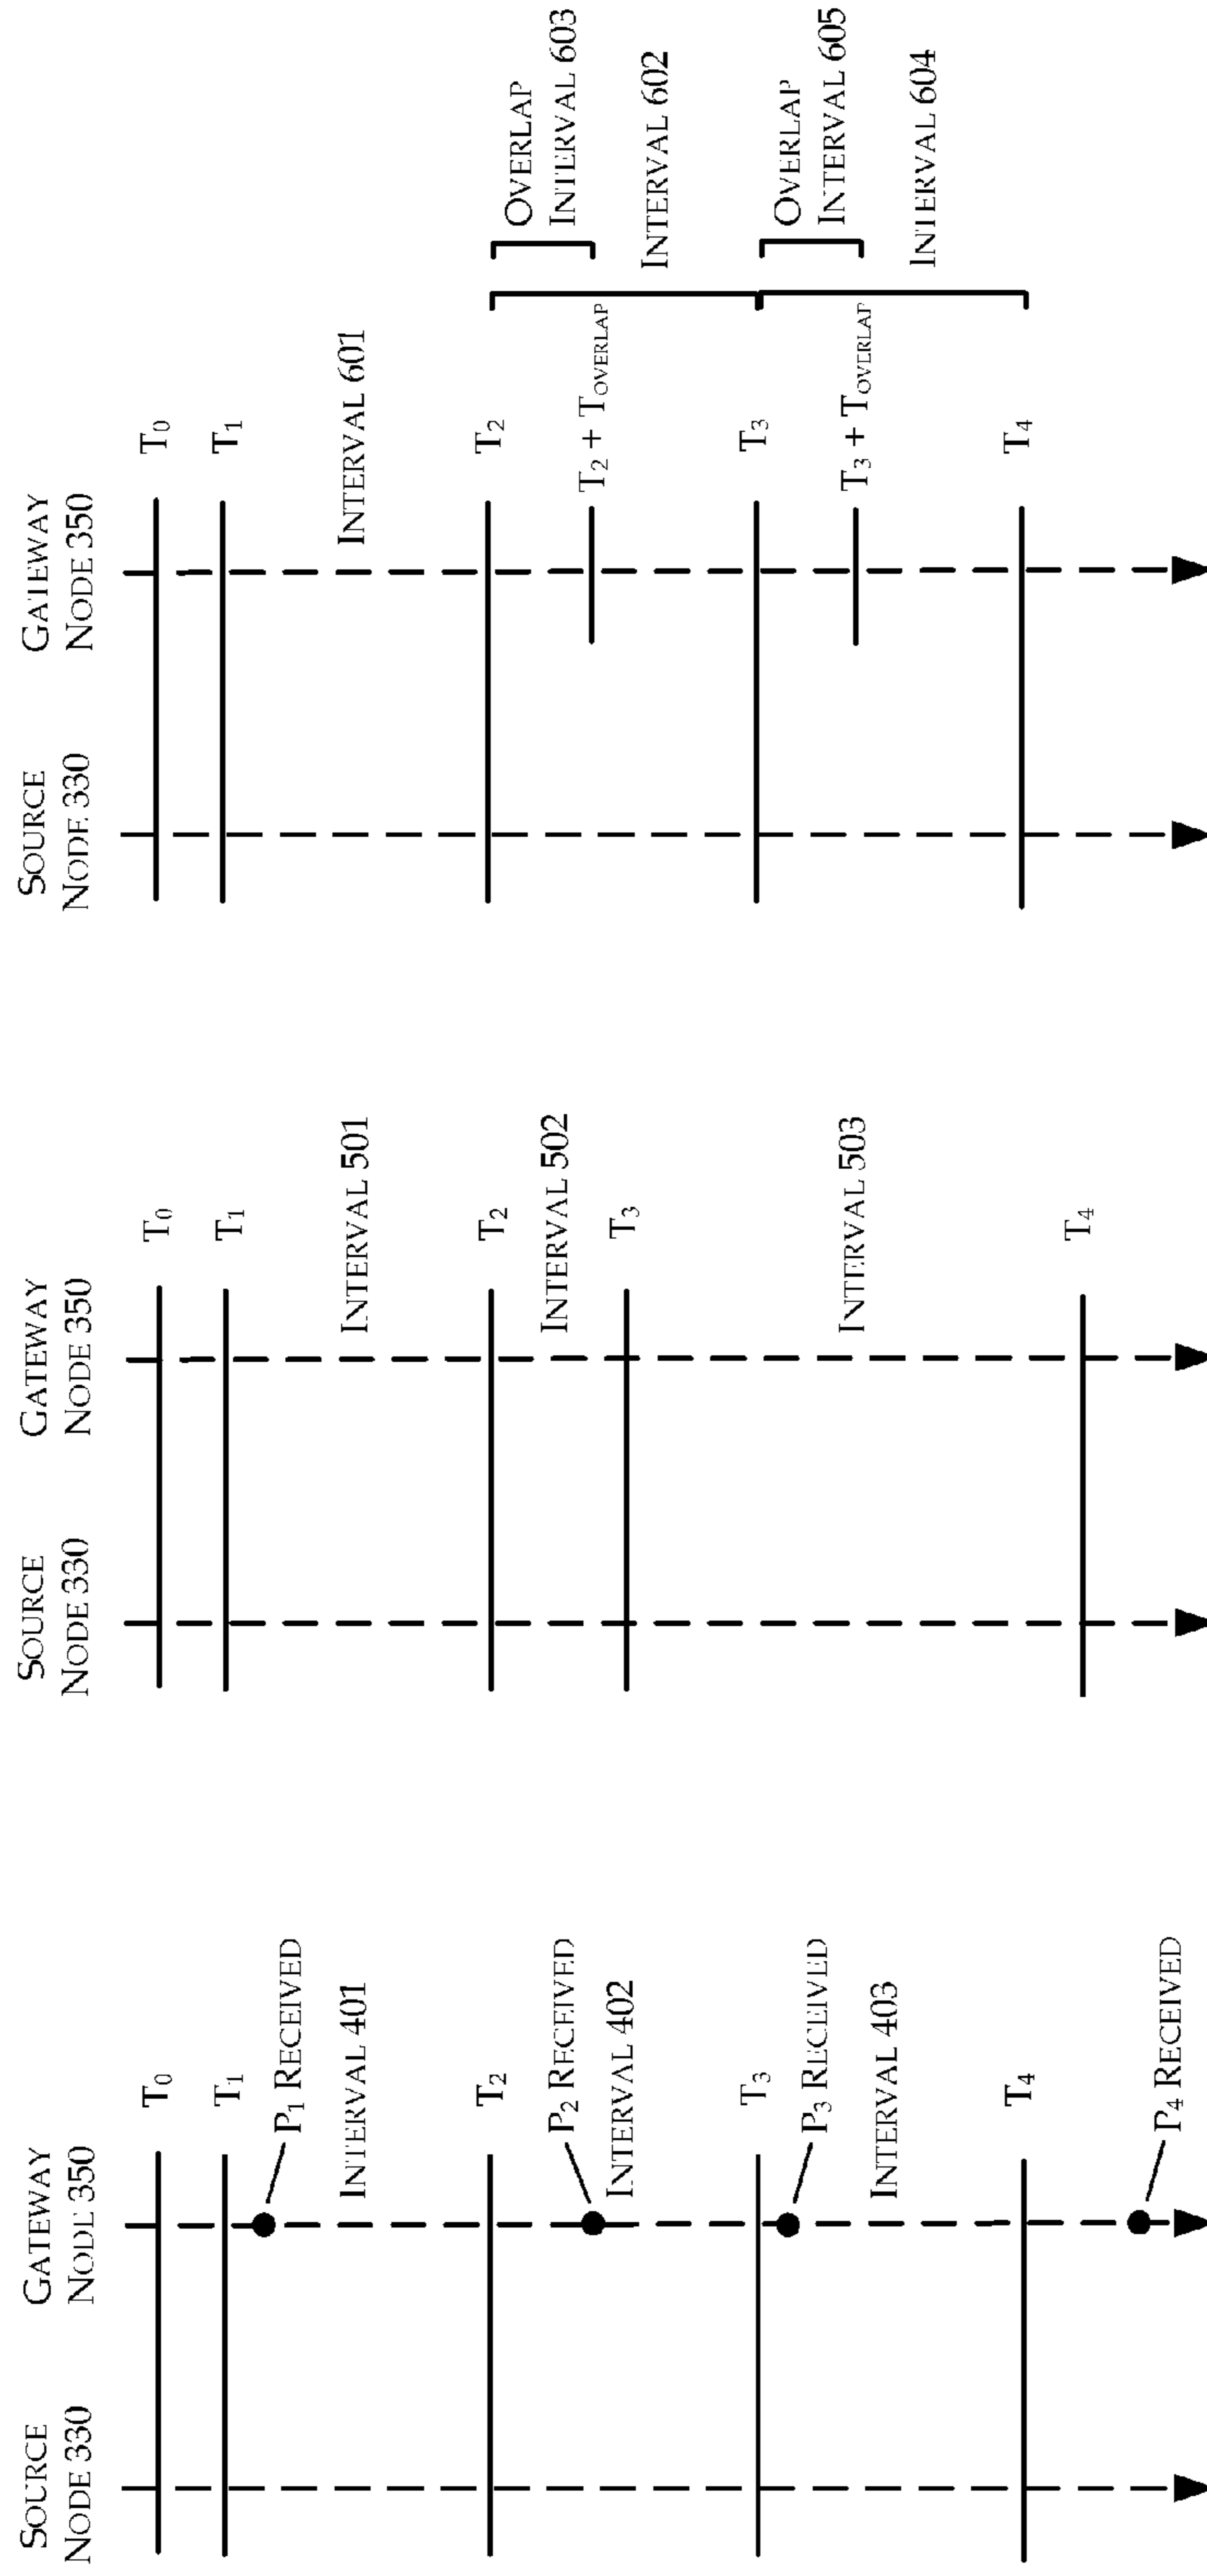 SOURCE
NODE 330
GATEWAY
NODE 350
T0
T1
P1 RECEIVED
INTERVAL 401
T2
P2 RECEIVED
INTERVAL 402
T3
P3 RECEIVED
INTERVAL 403
T4
P4 RECEIVED
SOURCE
NODE 330
GATEWAY
NODE 350
T0
T1
INTERVAL 501
T2
INTERVAL 502
T3
INTERVAL 503
T4
SOURCE
NODE 330
GATEWAY
NODE 350
T0
T1
INTERVAL 601
T2
T2 + TOVERLAP
OVERLAP
INTERVAL 603
INTERVAL 602
T3
T3 + TOVERLAP
OVERLAP
INTERVAL 605
INTERVAL 604
T4